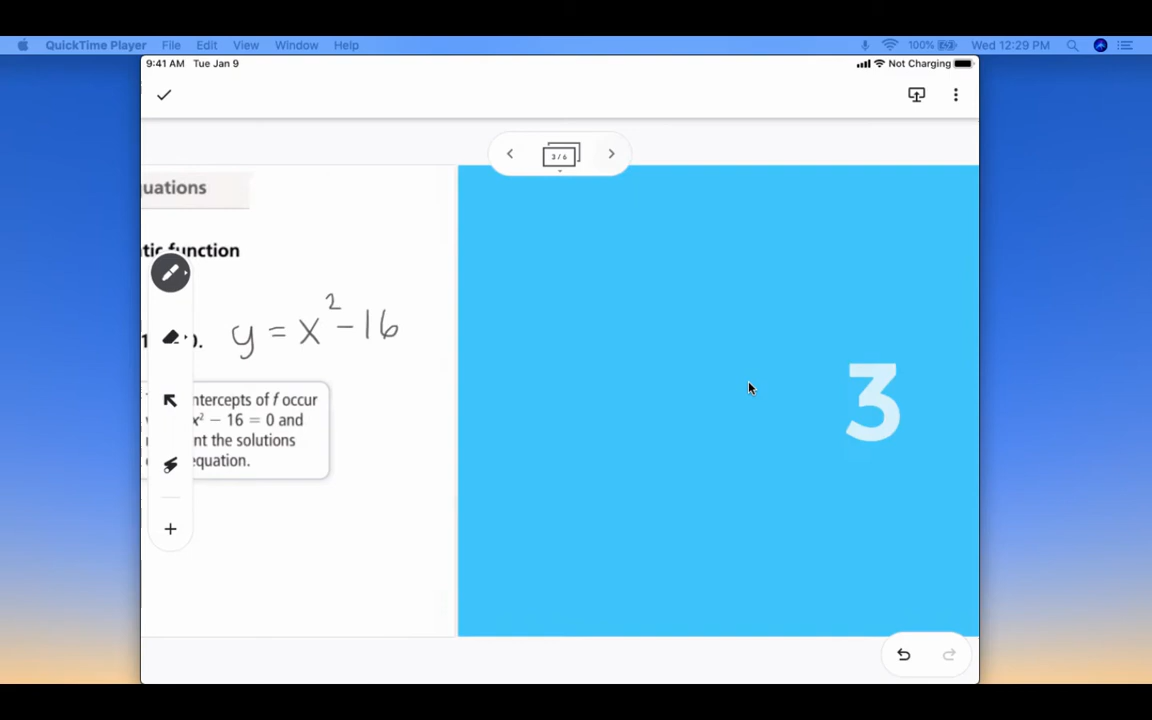 QuickTime Player File Edit View Window Help 100% Wed 12:29 PM
9:41 AM Tue Jan 9 Not Charging
3/6
uations
tic function
y = x² - 16
).
ntercepts of f occur
x² − 16 = 0 and
nt the solutions
equation.
3